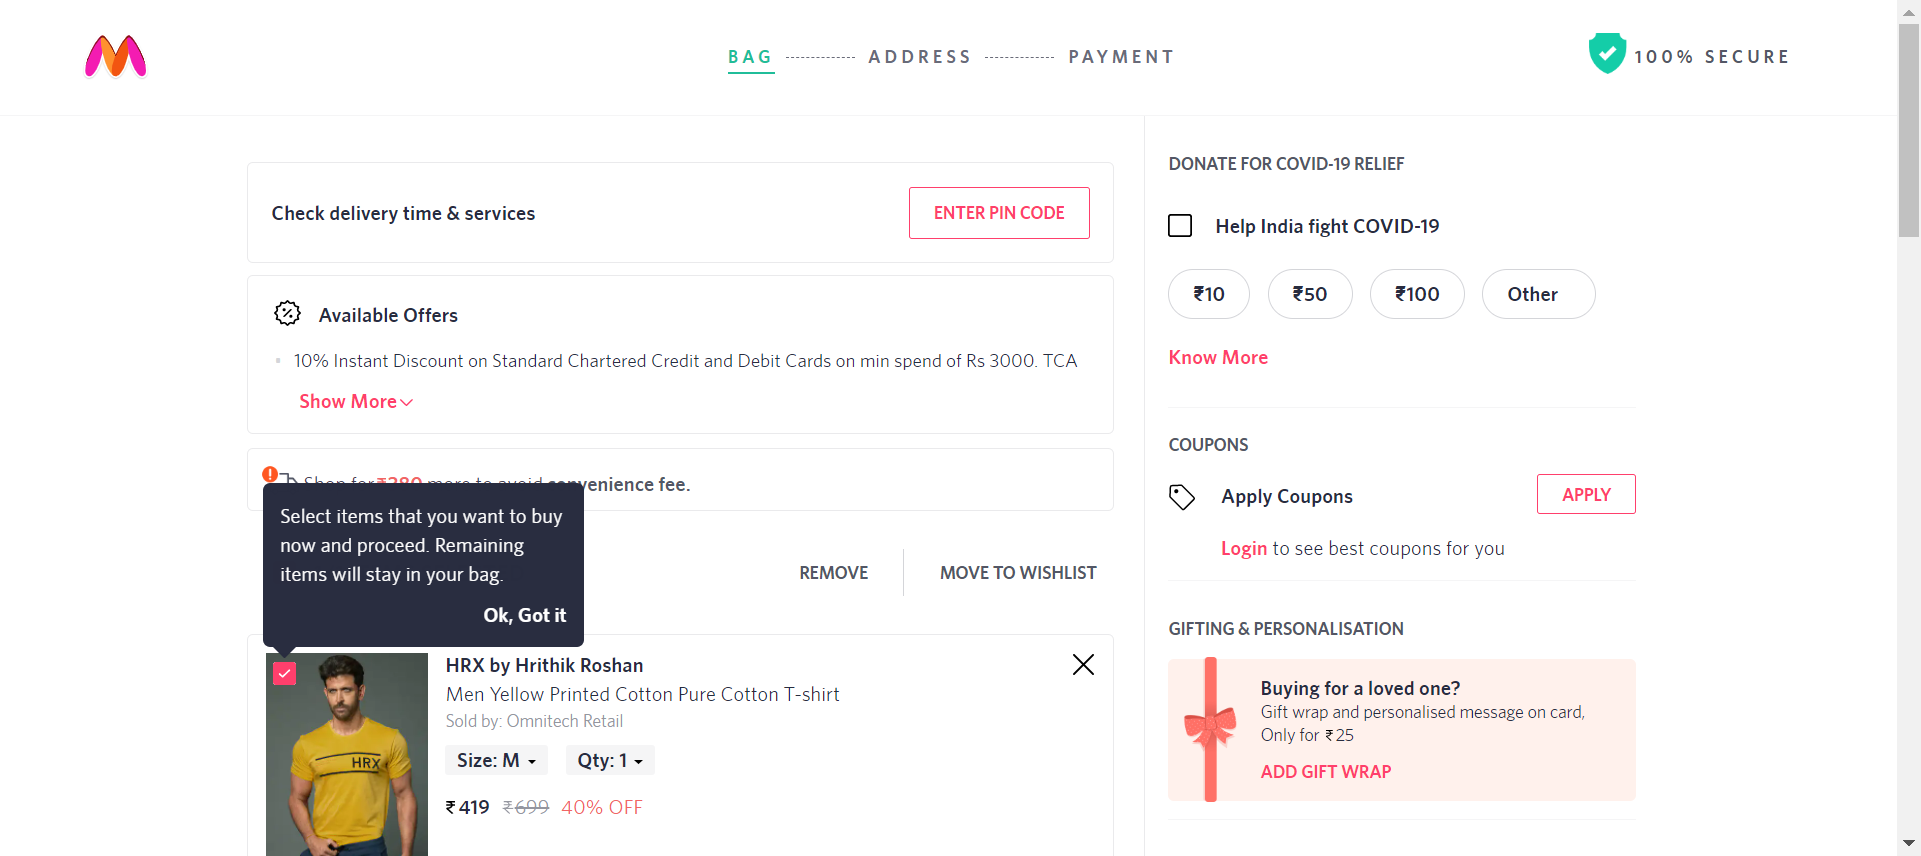 BAG ADDRESS PAYMENT
100% SECURE
Check delivery time & services
ENTER PIN CODE
Available Offers
10% Instant Discount on Standard Chartered Credit and Debit Cards on min spend of Rs 3000. TCA
Show More
Shop for ₹380 more to avoid convenience fee.
Select items that you want to buy
now and proceed. Remaining
items will stay in your bag.
Ok, Got it
REMOVE
MOVE TO WISHLIST
HRX by Hrithik Roshan
Men Yellow Printed Cotton Pure Cotton T-shirt
Sold by: Omnitech Retail
Size: M
Qty: 1
₹419 ₹699 40% OFF
HRX
DONATE FOR COVID-19 RELIEF
Help India fight COVID-19
₹10
₹50
₹100
Other
Know More
COUPONS
Apply Coupons
APPLY
Login to see best coupons for you
GIFTING & PERSONALISATION
Buying for a loved one?
Gift wrap and personalised message on card,
Only for ₹25
ADD GIFT WRAP